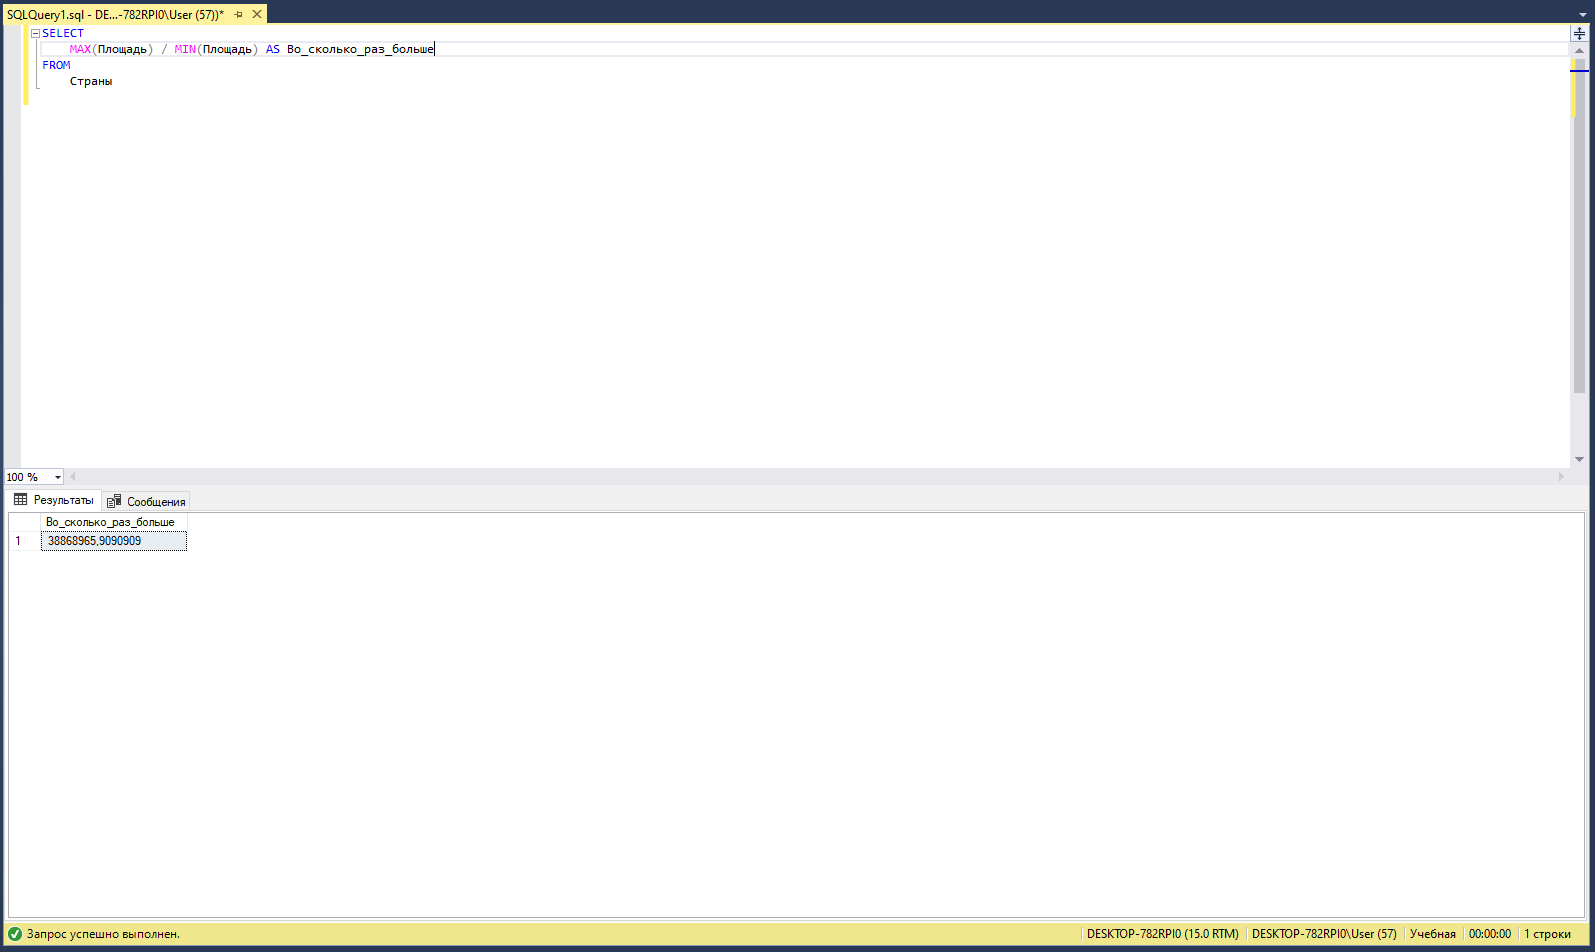 SQLQuery1.sql - DE...-782RPI0\User (57))*
SELECT
MAX(Площадь) / MIN(Площадь) AS Во_сколько_раз_больше
FROM
Страны
100 %
Результаты Сообщения
Во_сколько_раз_больше
1 38868965,9090909
Запрос успешно выполнен. DESKTOP-782RPI0 (15.0 RTM) DESKTOP-782RPI0\User (57) Учебная 00:00:00 1 строки